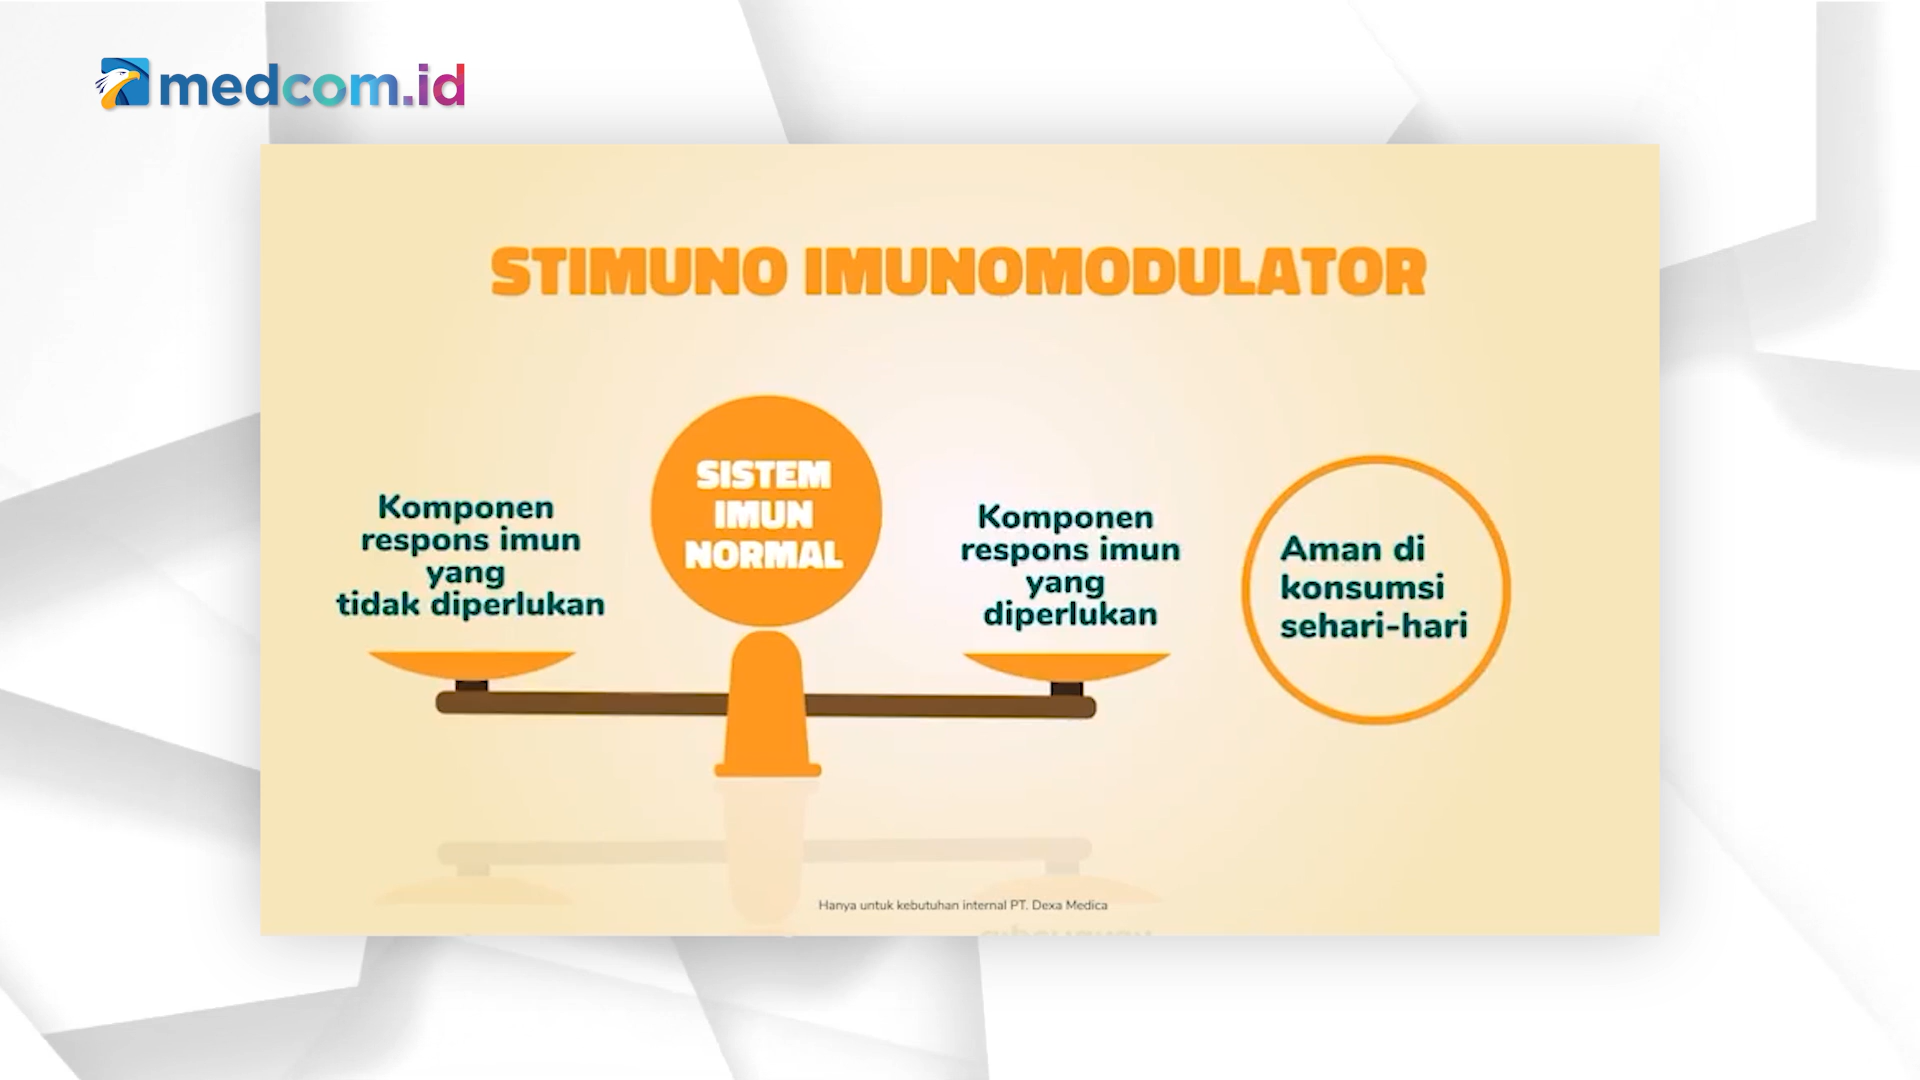 medcom.id
STIMUNO IMUNOMODULATOR
Komponen
respons imun
yang
tidak diperlukan
SISTEM
IMUN
NORMAL
Komponen
respons imun
yang
diperlukan
Aman di
konsumsi
sehari-hari
Hanya untuk kebutuhan internal PT. Dexa Medica